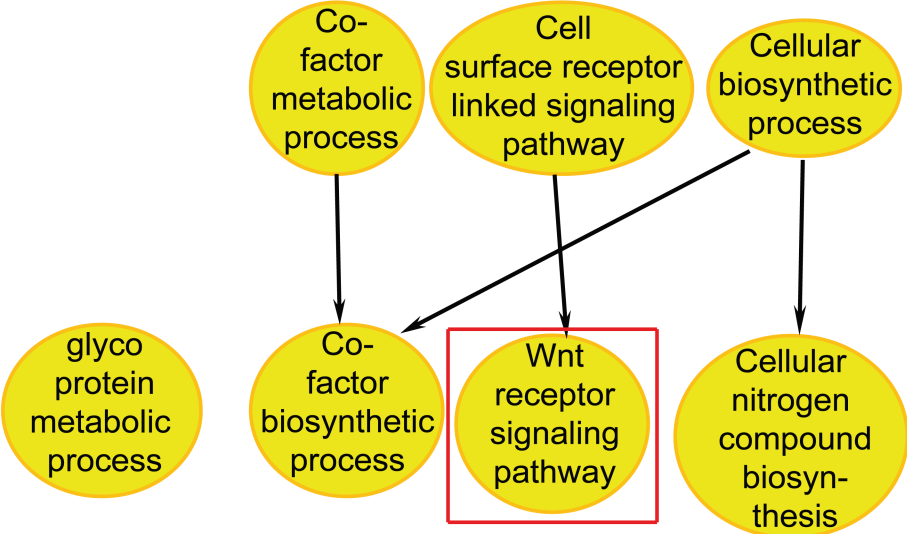 Co-
factor
metabolic
process
Cell
surface receptor
linked signaling
pathway
Cellular
biosynthetic
process
glyco
protein
metabolic
process
Co-
factor
biosynthetic
process
Wnt
receptor
signaling
pathway
Cellular
nitrogen
compound
biosyn-
thesis